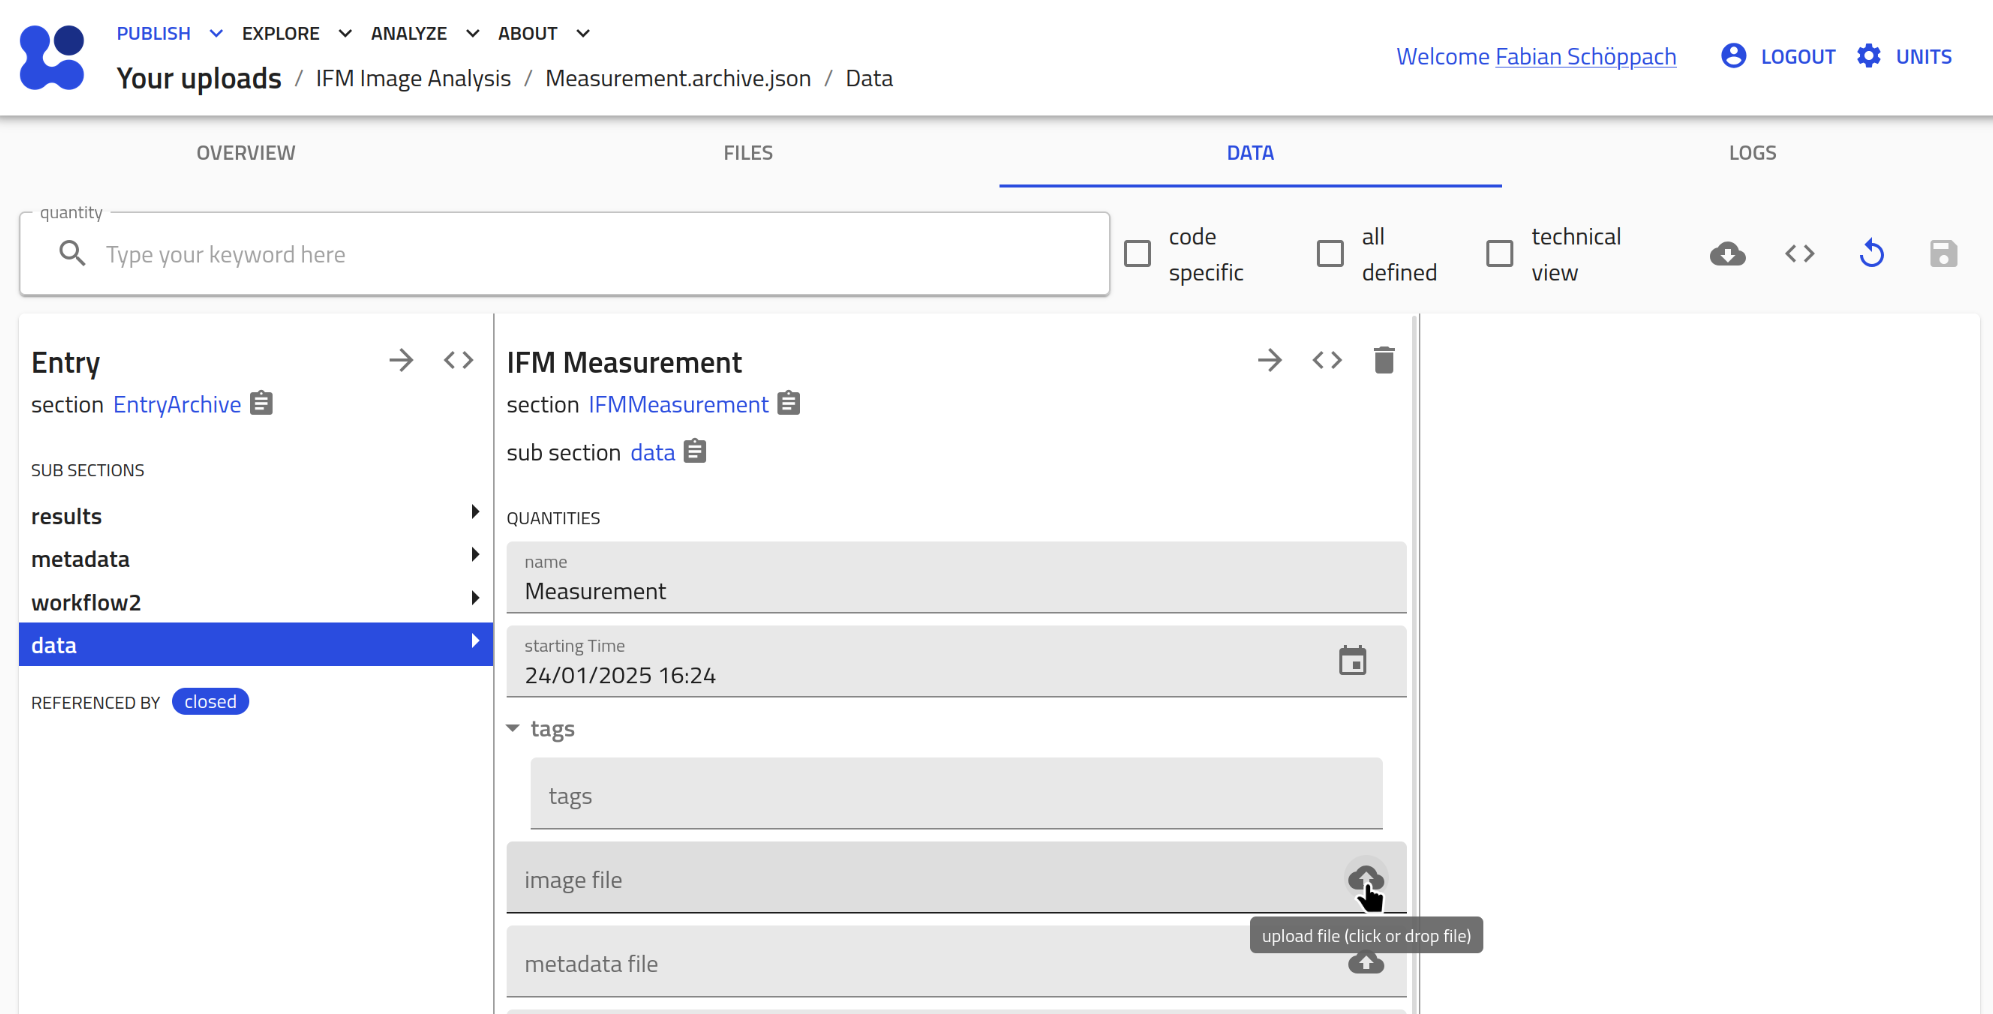 PUBLISH EXPLORE ANALYZE ABOUT
Your uploads / IFM Image Analysis / Measurement.archive.json / Data
Welcome Fabian Schöppach LOGOUT UNITS
OVERVIEW FILES DATA LOGS
quantity
Type your keyword here
code specific
all defined
technical view
Entry
section EntryArchive
SUB SECTIONS
results
metadata
workflow2
data
REFERENCED BY closed
IFM Measurement
section IFMMeasurement
sub section data
QUANTITIES
name
Measurement
starting Time
24/01/2025 16:24
tags
tags
image file
upload file (click or drop file)
metadata file